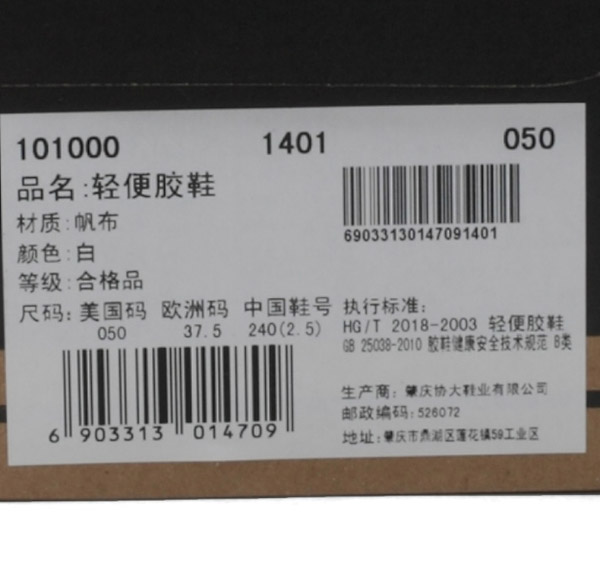 101000 1401 050
品名:轻便胶鞋
材质:帆布
颜色:白
等级:合格品
尺码: 美国码 欧洲码 中国鞋号
050 37.5 240(2.5)
6 903313 014709
69033130147091401
执行标准:
HG/T 2018-2003 轻便胶鞋
GB 25038-2010 胶鞋健康安全技术规范 B类
生产商: 肇庆协大鞋业有限公司
邮政编码: 526072
地址: 肇庆市鼎湖区莲花镇59工业区